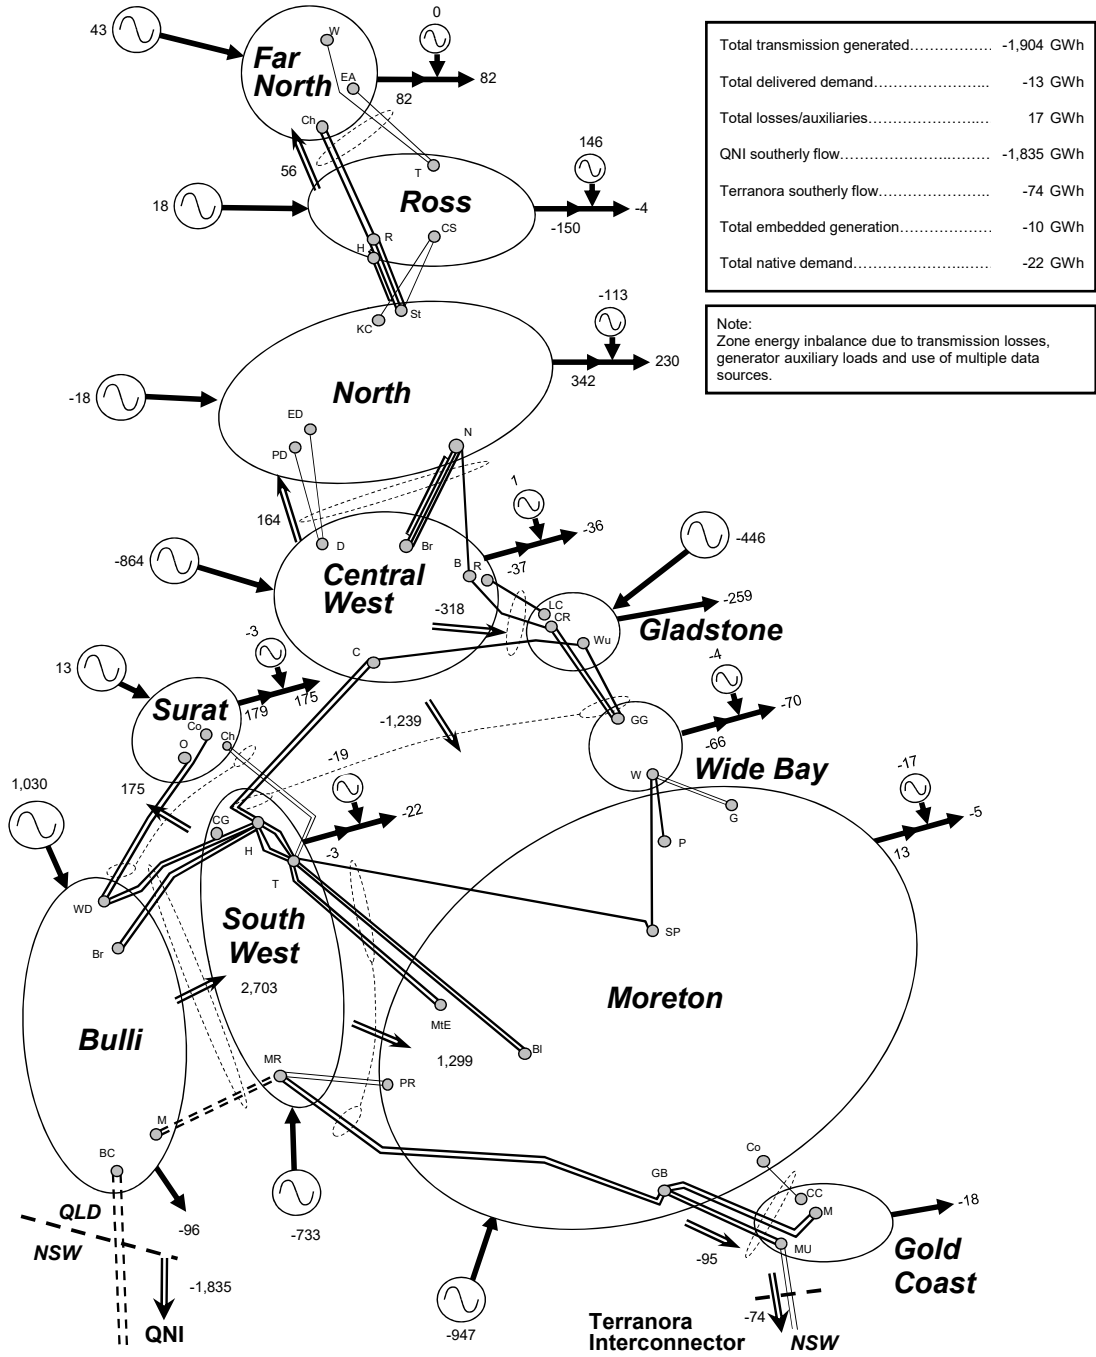 43
W
Far
North
EA
Ch
0
82
82
Total transmission generated................ -1,904 GWh
Total delivered demand...................... -13 GWh
Total losses/auxiliaries........................ 17 GWh
QNI southerly flow............................ -1,835 GWh
Terranora southerly flow..................... -74 GWh
Total embedded generation.................. -10 GWh
Total native demand........................... -22 GWh
56
T
146
18
Ross
-4
-150
R
CS
H
St
KC
Note:
Zone energy inbalance due to transmission losses,
generator auxiliary loads and use of multiple data
sources.
-113
230
342
North
-18
ED
N
PD
164
1
-36
-37
-446
D
Br
-864
Central
West
B
R
-318
LC
CR
-259
Gladstone
Wu
C
-3
13
175
179
Surat
Co
Ch
O
-1,239
GG
-4
-70
-66
Wide Bay
W
G
P
-19
-22
-3
175
CG
H
T
1,030
-17
-5
13
WD
Br
South
West
SP
2,703
Moreton
MtE
Bl
Bulli
1,299
MR
PR
M
BC
Co
GB
CC
M
MU
QLD
NSW
-96
-733
-18
Gold
Coast
-95
-1,835
QNI
-947
-74
Terranora
Interconnector
NSW